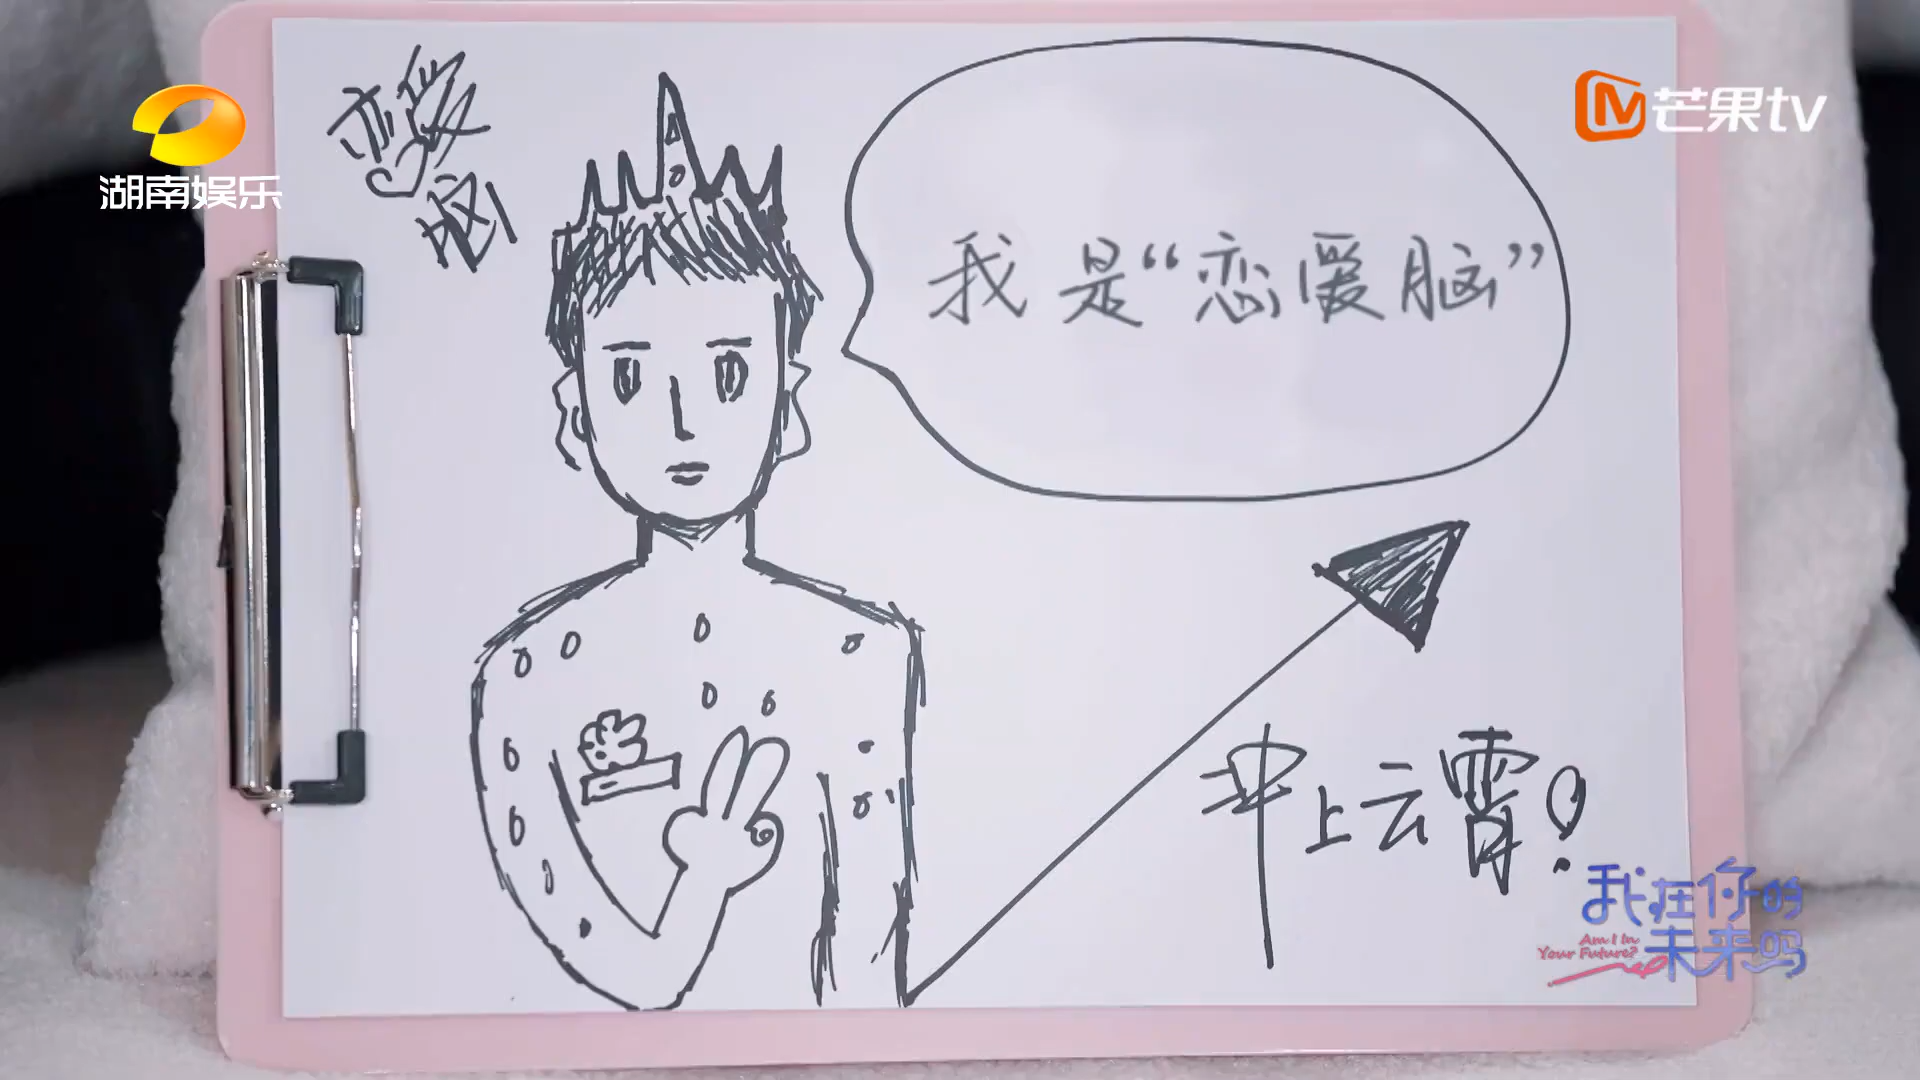 湖南娱乐
芒果tv
恋爱
脑
我是“恋爱脑”
冲上云霄!
我在你的
未来吗
Am I In
Your Future?